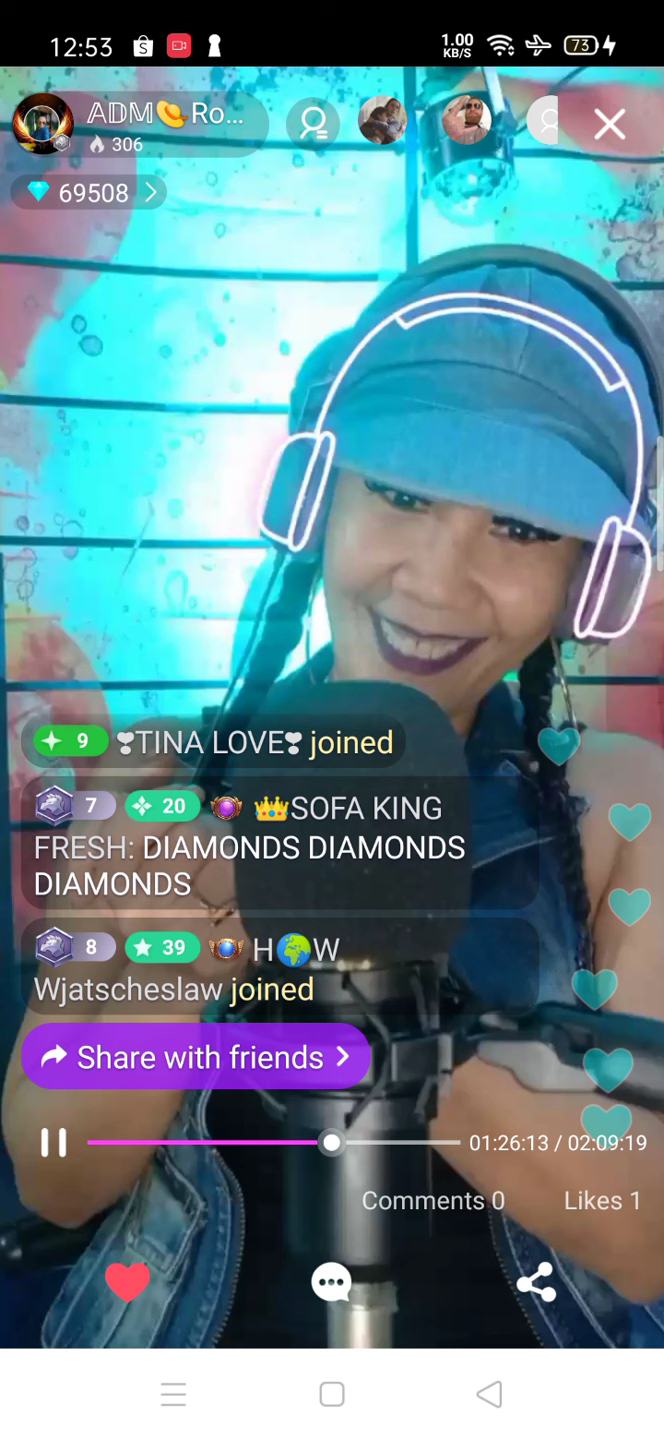 12:53
1.00
KB/S
73
𝔸𝔻𝕄👒Ro...
306
69508
9 ❣TINA LOVE❣ joined
7 20 👑SOFA KING
FRESH: DIAMONDS DIAMONDS
DIAMONDS
8 39 H🌍W
Wjatscheslaw joined
Share with friends
01:26:13 / 02:09:19
Comments 0 Likes 1